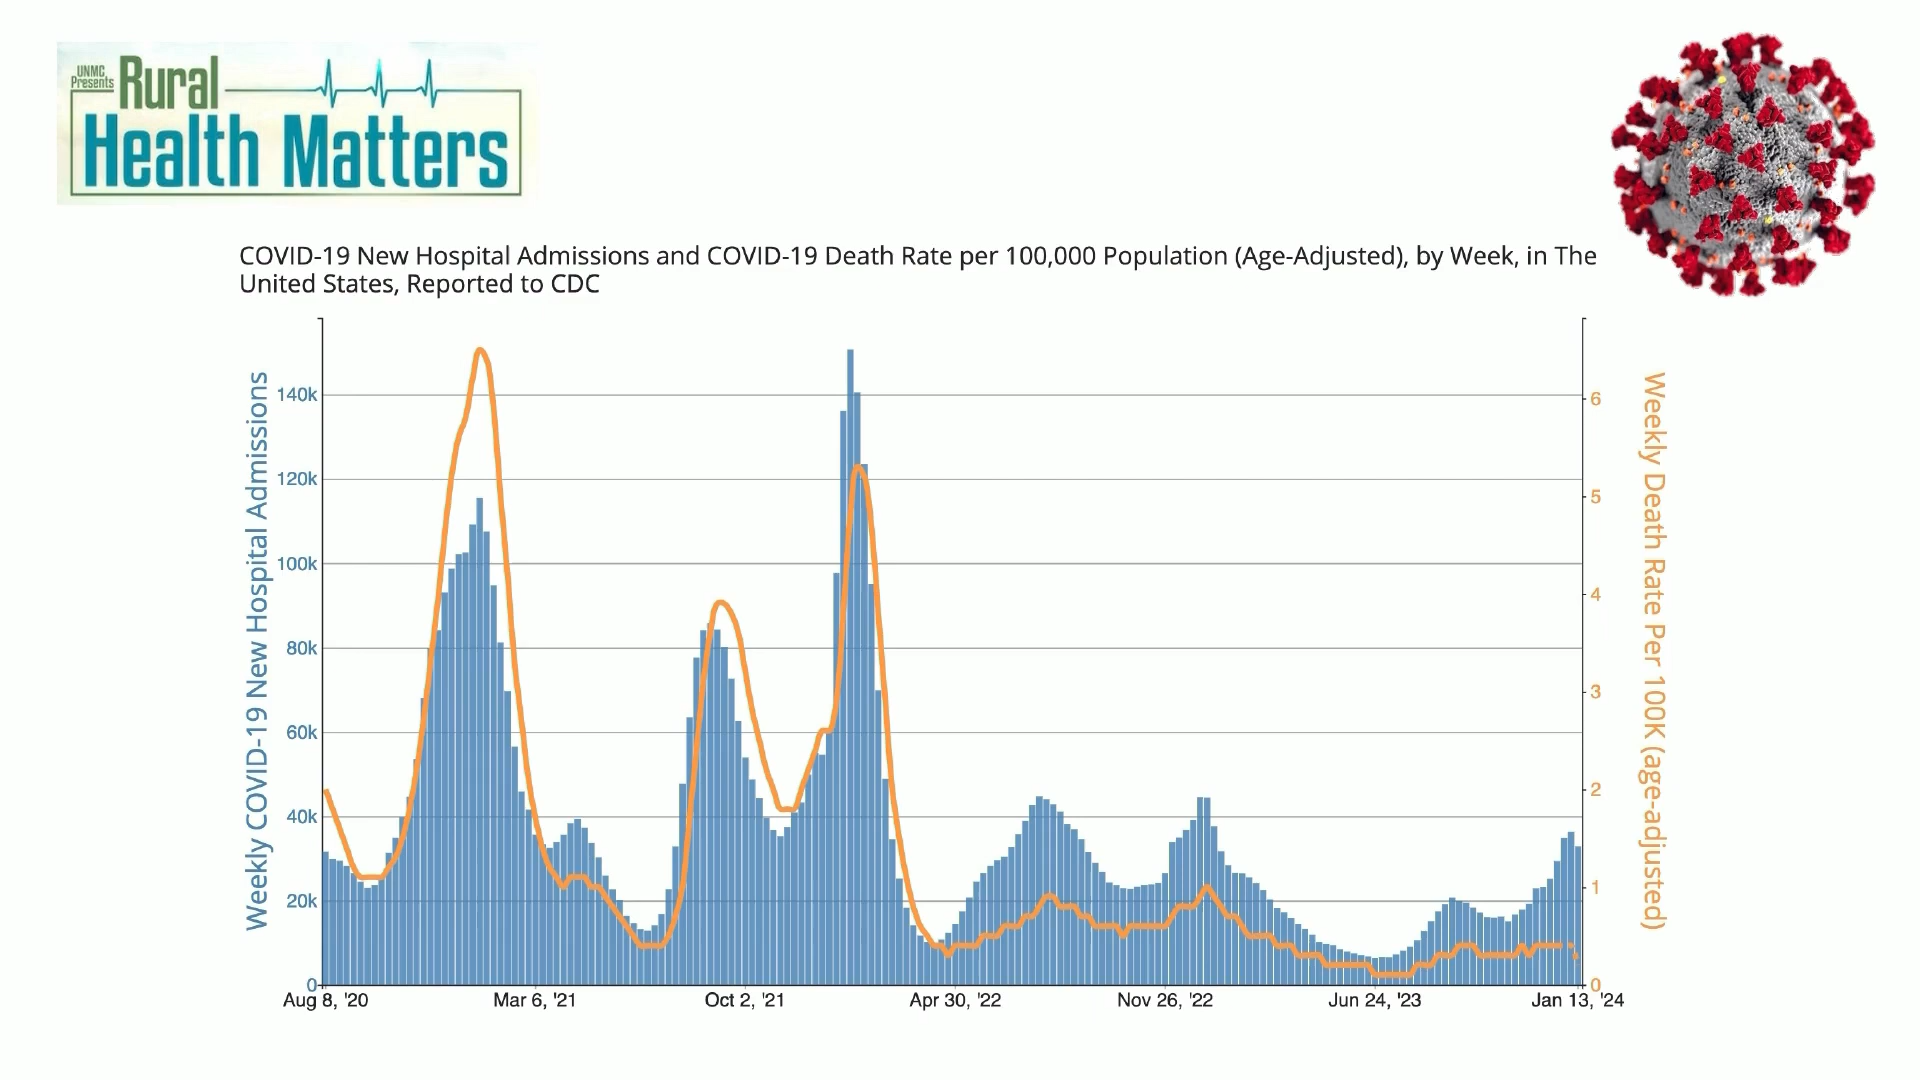 UNMC
Presents
Rural
Health Matters
COVID-19 New Hospital Admissions and COVID-19 Death Rate per 100,000 Population (Age-Adjusted), by Week, in The
United States, Reported to CDC
Weekly COVID-19 New Hospital Admissions
140k
120k
100k
80k
60k
40k
20k
0
6
5
4
3
2
1
0
Weekly Death Rate Per 100K (age-adjusted)
Aug 8, '20
Mar 6, '21
Oct 2, '21
Apr 30, '22
Nov 26, '22
Jun 24, '23
Jan 13, '24